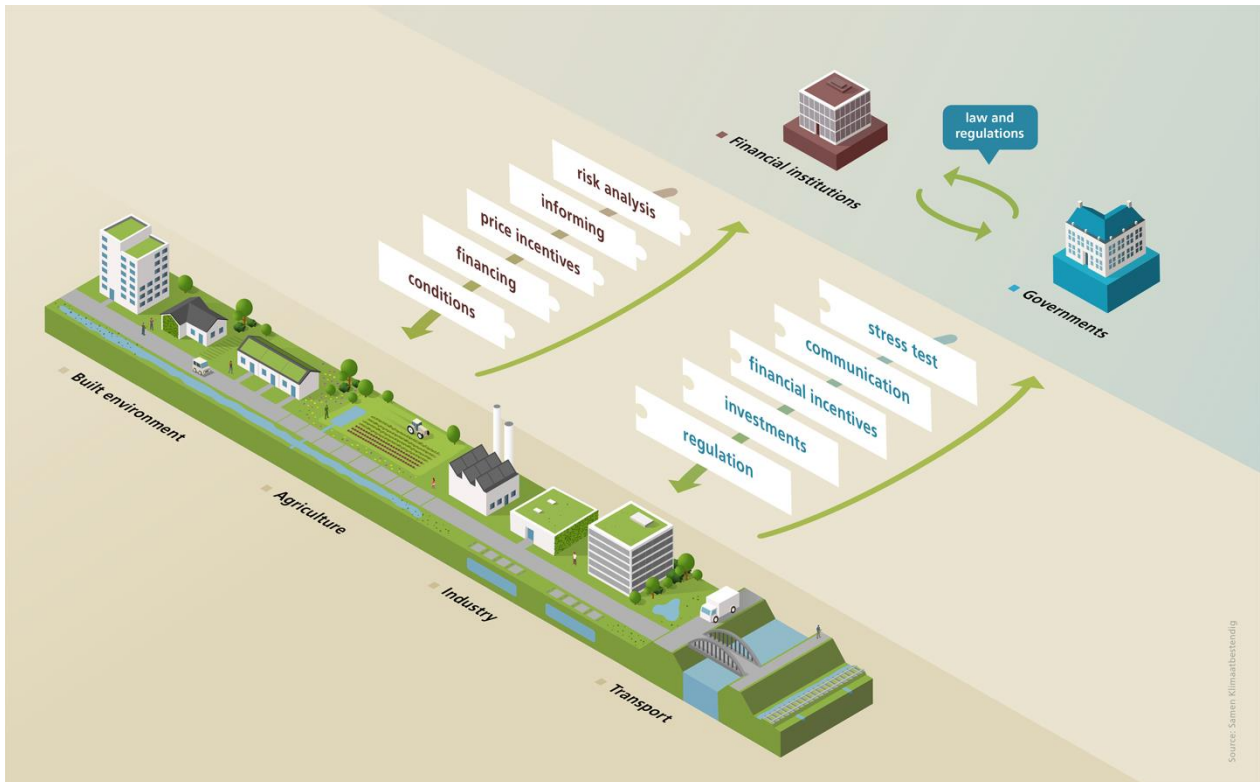 law and
regulations
Financial institutions
Governments
risk analysis
informing
price incentives
financing
conditions
stress test
communication
financial incentives
investments
regulation
Built environment
Agriculture
Industry
Transport
Source: Samen Klimaatbestendig